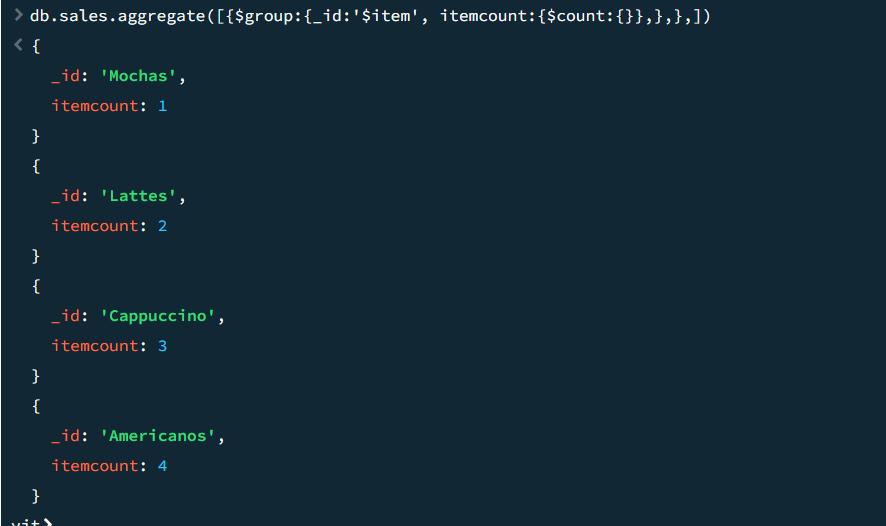 > db.sales.aggregate([{$group:{_id:'$item', itemcount:{$count:{}},},},])
< {
_id: 'Mochas',
itemcount: 1
}
{
_id: 'Lattes',
itemcount: 2
}
{
_id: 'Cappuccino',
itemcount: 3
}
{
_id: 'Americanos',
itemcount: 4
}
vit>